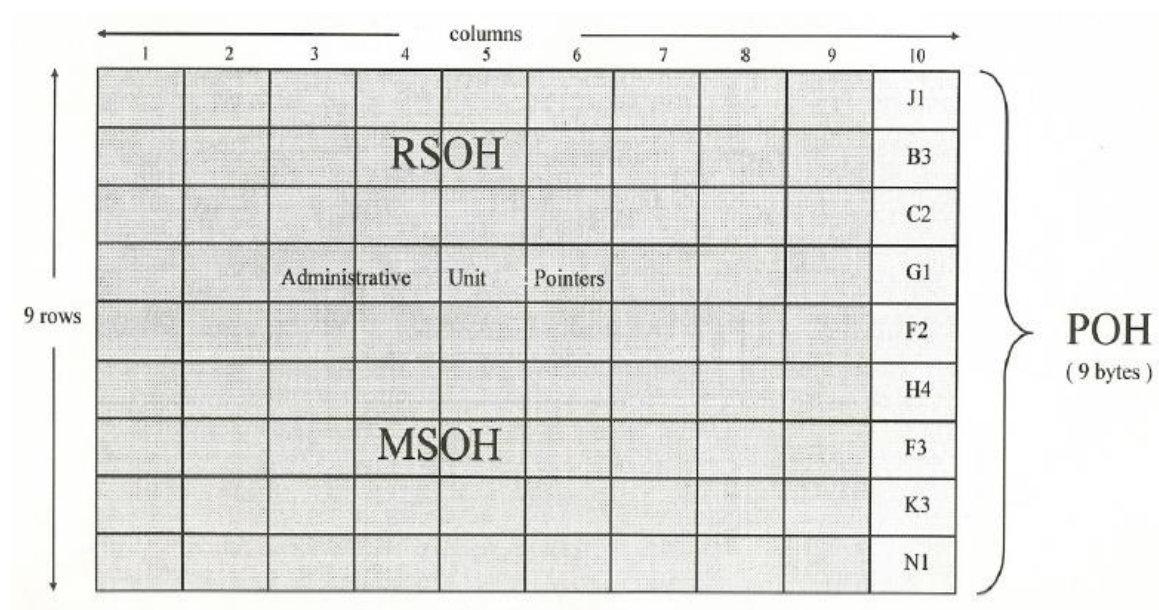 columns
1 2 3 4 5 6 7 8 9 10
J1
RSOH B3
C2
Administrative Unit Pointers G1
9 rows F2 POH
( 9 bytes )
H4
MSOH F3
K3
N1